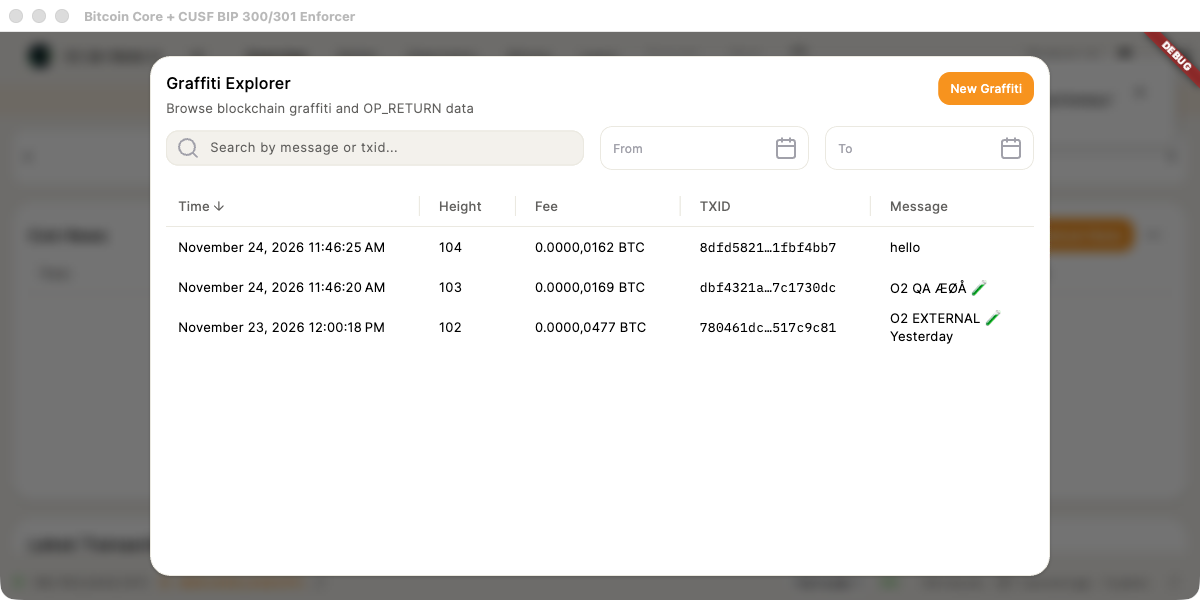 Bitcoin Core + CUSF BIP 300/301 Enforcer
DEBUG
Graffiti Explorer
New Graffiti
Browse blockchain graffiti and OP_RETURN data
Search by message or txid...
From
To
Time ↓ Height Fee TXID Message
November 24, 2026 11:46:25 AM 104 0.0000,0162 BTC 8dfd5821…1fbf4bb7 hello
November 24, 2026 11:46:20 AM 103 0.0000,0169 BTC dbf4321a…7c1730dc O2 QA ÆØÅ 🧪
November 23, 2026 12:00:18 PM 102 0.0000,0477 BTC 780461dc…517c9c81 O2 EXTERNAL 🧪
Yesterday